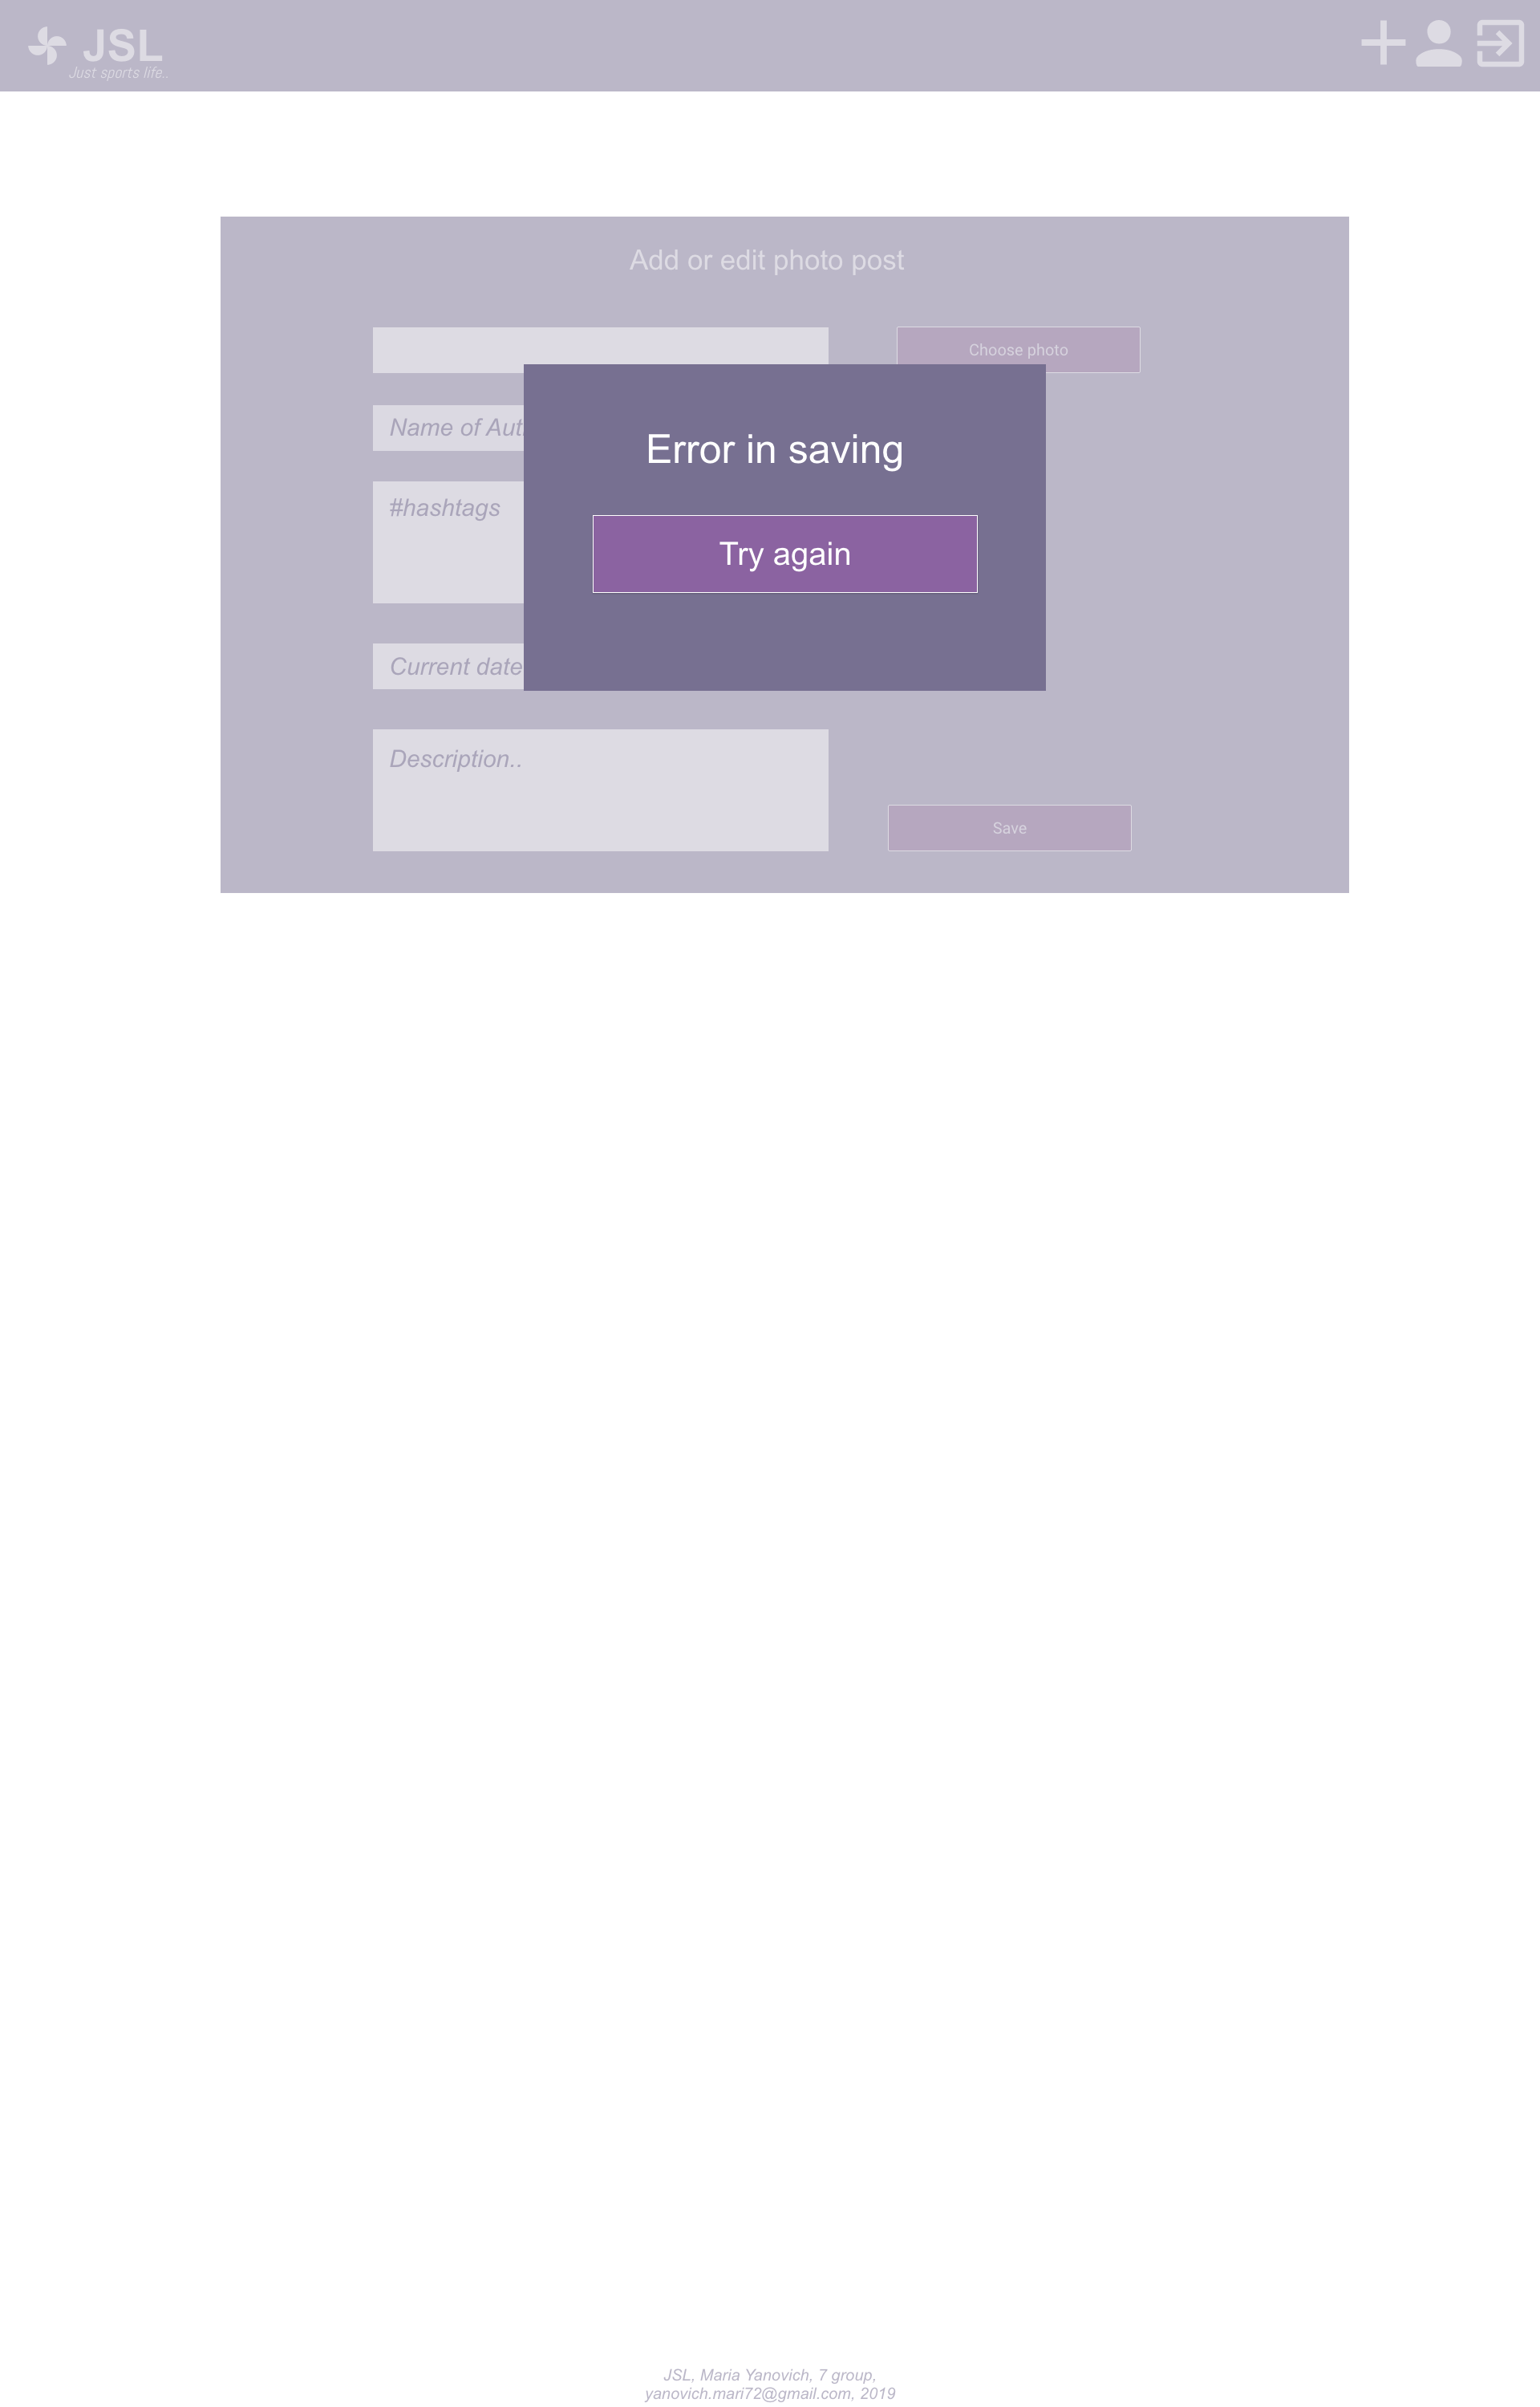 JSL
Just sports life..
Add or edit photo post
Choose photo
Name of
Error in saving
#hashtags
Try again
Current date
Description..
Save
JSL, Maria Yanovich, 7 group,
yanovich.mari72@gmail.com, 2019